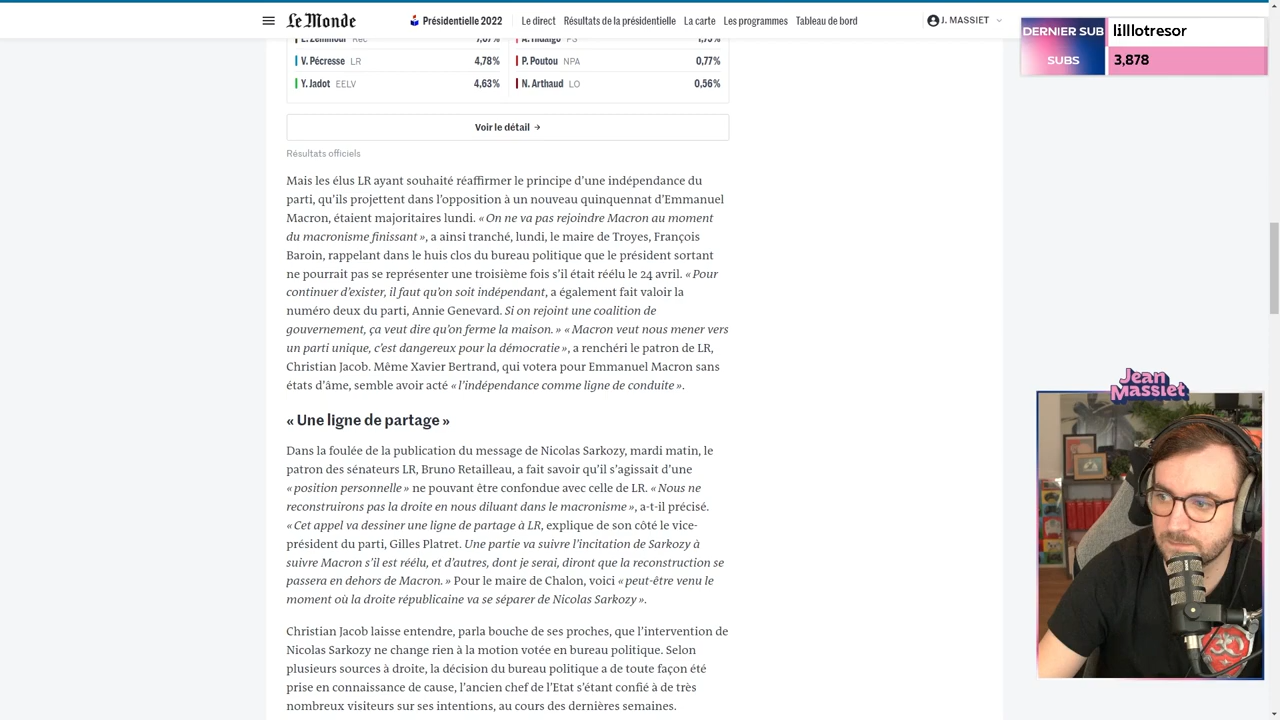 Le Monde
Présidentielle 2022
Le direct
Résultats de la présidentielle
La carte
Les programmes
Tableau de bord
J. MASSIET
DERNIER SUB
lilllotresor
SUBS
3,878
E. Zemmour Rec. 7,07%
A. Hidalgo PS 1,75%
V. Pécresse LR 4,78%
P. Poutou NPA 0,77%
Y. Jadot EELV 4,63%
N. Arthaud LO 0,56%
Voir le détail →
Résultats officiels
Mais les élus LR ayant souhaité réaffirmer le principe d’une indépendance du
parti, qu’ils projettent dans l’opposition à un nouveau quinquennat d’Emmanuel
Macron, étaient majoritaires lundi. « On ne va pas rejoindre Macron au moment
du macronisme finissant », a ainsi tranché, lundi, le maire de Troyes, François
Baroin, rappelant dans le huis clos du bureau politique que le président sortant
ne pourrait pas se représenter une troisième fois s’il était réélu le 24 avril. « Pour
continuer d’exister, il faut qu’on soit indépendant, a également fait valoir la
numéro deux du parti, Annie Genevard. Si on rejoint une coalition de
gouvernement, ça veut dire qu’on ferme la maison. » « Macron veut nous mener vers
un parti unique, c’est dangereux pour la démocratie », a renchéri le patron de LR,
Christian Jacob. Même Xavier Bertrand, qui votera pour Emmanuel Macron sans
états d’âme, semble avoir acté « l’indépendance comme ligne de conduite ».
« Une ligne de partage »
Dans la foulée de la publication du message de Nicolas Sarkozy, mardi matin, le
patron des sénateurs LR, Bruno Retailleau, a fait savoir qu’il s’agissait d’une
« position personnelle » ne pouvant être confondue avec celle de LR. « Nous ne
reconstruirons pas la droite en nous diluant dans le macronisme », a-t-il précisé.
« Cet appel va dessiner une ligne de partage à LR, explique de son côté le vice-
président du parti, Gilles Platret. Une partie va suivre l’incitation de Sarkozy à
suivre Macron s’il est réélu, et d’autres, dont je serai, diront que la reconstruction se
passera en dehors de Macron. » Pour le maire de Chalon, voici « peut-être venu le
moment où la droite républicaine va se séparer de Nicolas Sarkozy ».
Christian Jacob laisse entendre, parla bouche de ses proches, que l’intervention de
Nicolas Sarkozy ne change rien à la motion votée en bureau politique. Selon
plusieurs sources à droite, la décision du bureau politique a de toute façon été
prise en connaissance de cause, l’ancien chef de l’Etat s’étant confié à de très
nombreux visiteurs sur ses intentions, au cours des dernières semaines.
Jean
Massiet